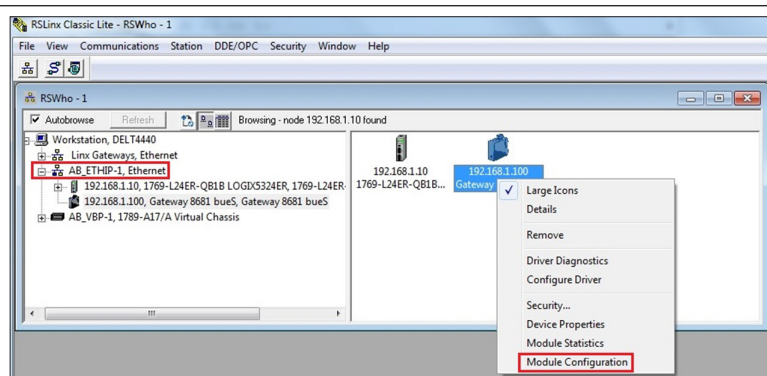 RSLinx Classic Lite - RSWho - 1
File View Communications Station DDE/OPC Security Window Help
RSWho - 1
Autobrowse Refresh Browsing - node 192.168.1.10 found
Workstation, DELT4440
Linx Gateways, Ethernet
AB_ETHIP-1, Ethernet
192.168.1.10, 1769-L24ER-QB1B LOGIX5324ER, 1769-L24ER-
192.168.1.100, Gateway 8681 bueS, Gateway 8681 bueS
AB_VBP-1, 1789-A17/A Virtual Chassis
192.168.1.10
1769-L24ER-QB1B...
192.168.1.100
Gateway
Large Icons
Details
Remove
Driver Diagnostics
Configure Driver
Security...
Device Properties
Module Statistics
Module Configuration